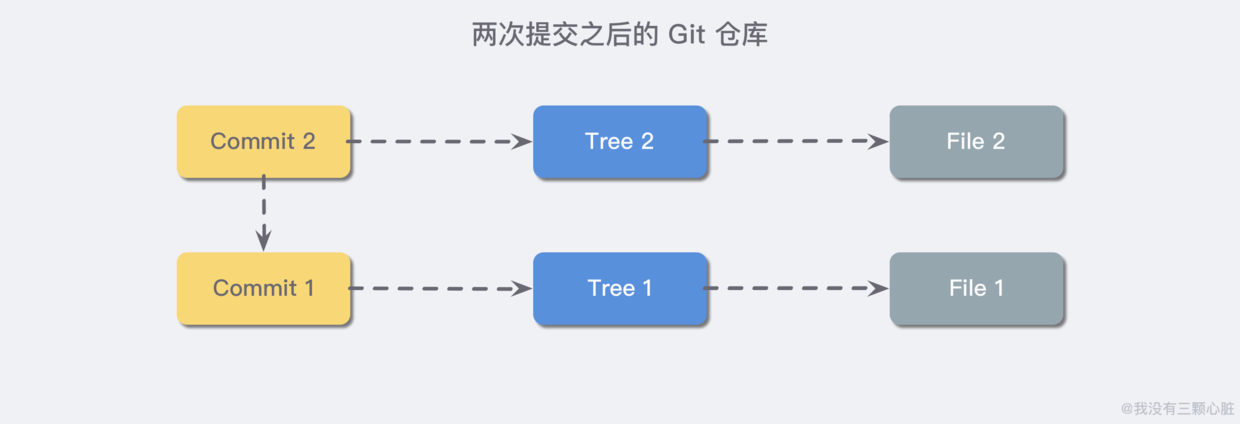 两次提交之后的 Git 仓库
Commit 2
Tree 2
File 2
Commit 1
Tree 1
File 1
@我没有三颗心脏